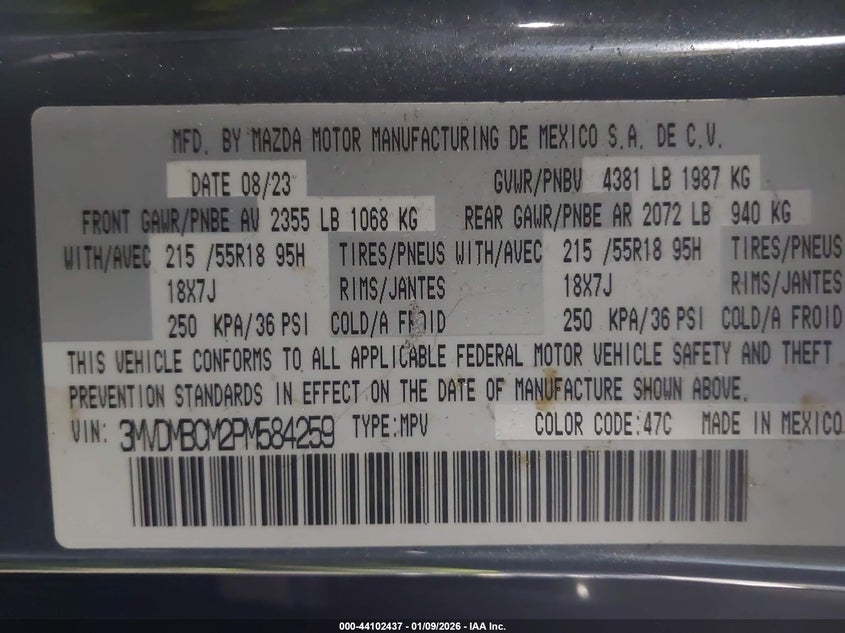 MFD. BY MAZDA MOTOR MANUFACTURING DE MEXICO S.A. DE C.V.
DATE 08/23 GVWR/PNBV 4381 LB 1987 KG
FRONT GAWR/PNBE AV 2355 LB 1068 KG REAR GAWR/PNBE AR 2072 LB 940 KG
WITH/AVEC 215 /55R18 95H TIRES/PNEUS WITH/AVEC 215 /55R18 95H TIRES/PNEUS
18X7J RIMS/JANTES 18X7J RIMS/JANTES
250 KPA/36 PSI COLD/A FROID 250 KPA/36 PSI COLD/A FROID
THIS VEHICLE CONFORMS TO ALL APPLICABLE FEDERAL MOTOR VEHICLE SAFETY AND THEFT
PREVENTION STANDARDS IN EFFECT ON THE DATE OF MANUFACTURE SHOWN ABOVE.
VIN: 3MVDMBCM2PM584259 TYPE:MPV COLOR CODE:47C MADE IN MEXICO
000-44102437 - 01/09/2026 - IAA Inc.